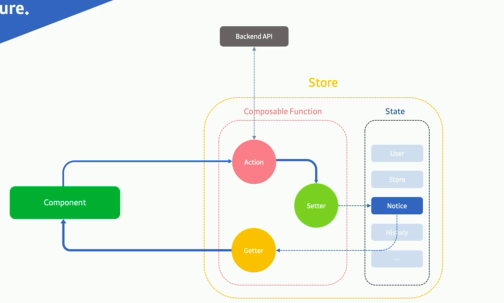 ure.
Backend API
Store
Composable Function
State
User
Action
Store
Component
Setter
Notice
History
Getter
...